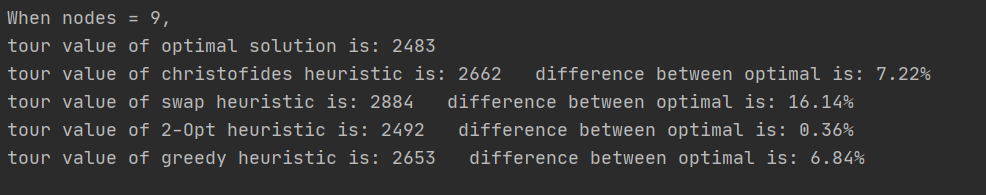 When nodes = 9,
tour value of optimal solution is: 2483
tour value of christofides heuristic is: 2662   difference between optimal is: 7.22%
tour value of swap heuristic is: 2884   difference between optimal is: 16.14%
tour value of 2-Opt heuristic is: 2492   difference between optimal is: 0.36%
tour value of greedy heuristic is: 2653   difference between optimal is: 6.84%